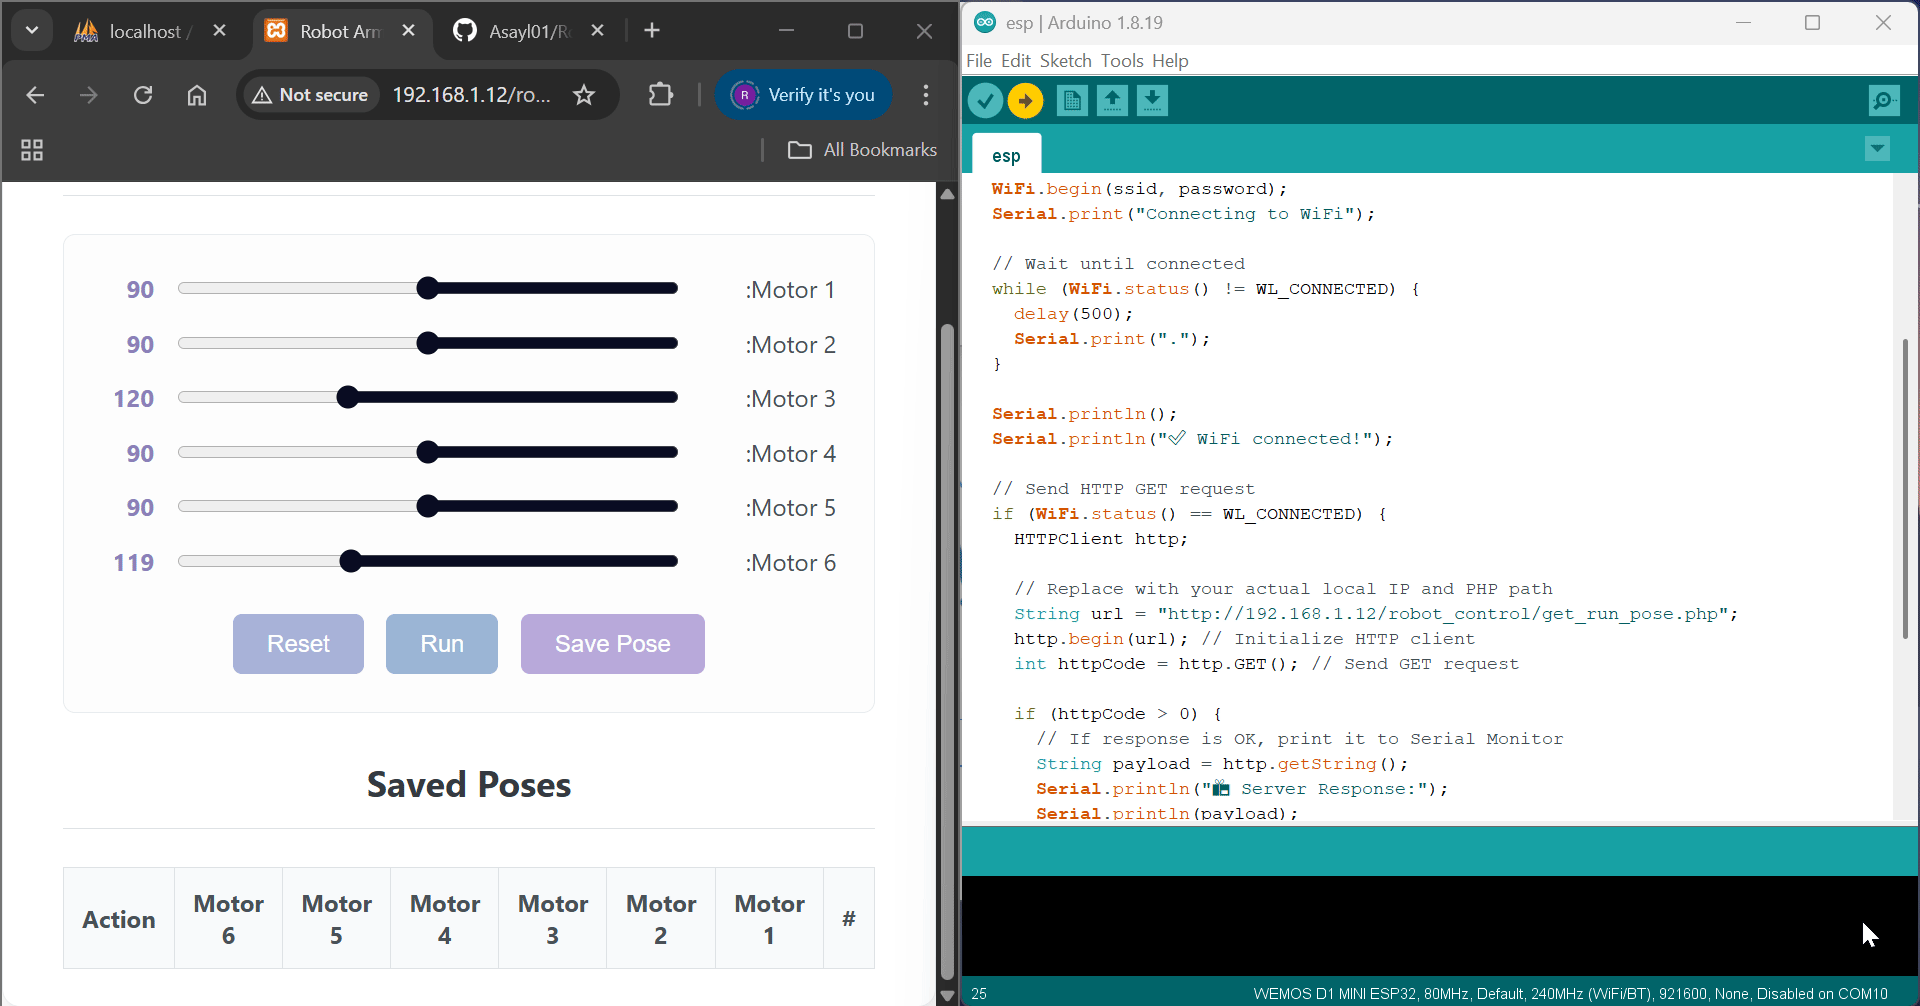 localhost /
Robot Arm
Asayl01/Ro
Not secure
192.168.1.12/ro...
R
Verify it's you
All Bookmarks
90
:Motor 1
90
:Motor 2
120
:Motor 3
90
:Motor 4
90
:Motor 5
119
:Motor 6
Reset
Run
Save Pose
Saved Poses
Action
Motor 6
Motor 5
Motor 4
Motor 3
Motor 2
Motor 1
#
esp | Arduino 1.8.19
File Edit Sketch Tools Help
esp
WiFi.begin(ssid, password);
Serial.print("Connecting to WiFi");
// Wait until connected
while (WiFi.status() != WL_CONNECTED) {
delay(500);
Serial.print(".");
}
Serial.println();
Serial.println("✅ WiFi connected!");
// Send HTTP GET request
if (WiFi.status() == WL_CONNECTED) {
HTTPClient http;
// Replace with your actual local IP and PHP path
String url = "http://192.168.1.12/robot_control/get_run_pose.php";
http.begin(url); // Initialize HTTP client
int httpCode = http.GET(); // Send GET request
if (httpCode > 0) {
// If response is OK, print it to Serial Monitor
String payload = http.getString();
Serial.println("🎁 Server Response:");
Serial.println(payload);
25
WEMOS D1 MINI ESP32, 80MHz, Default, 240MHz (WiFi/BT), 921600, None, Disabled on COM10